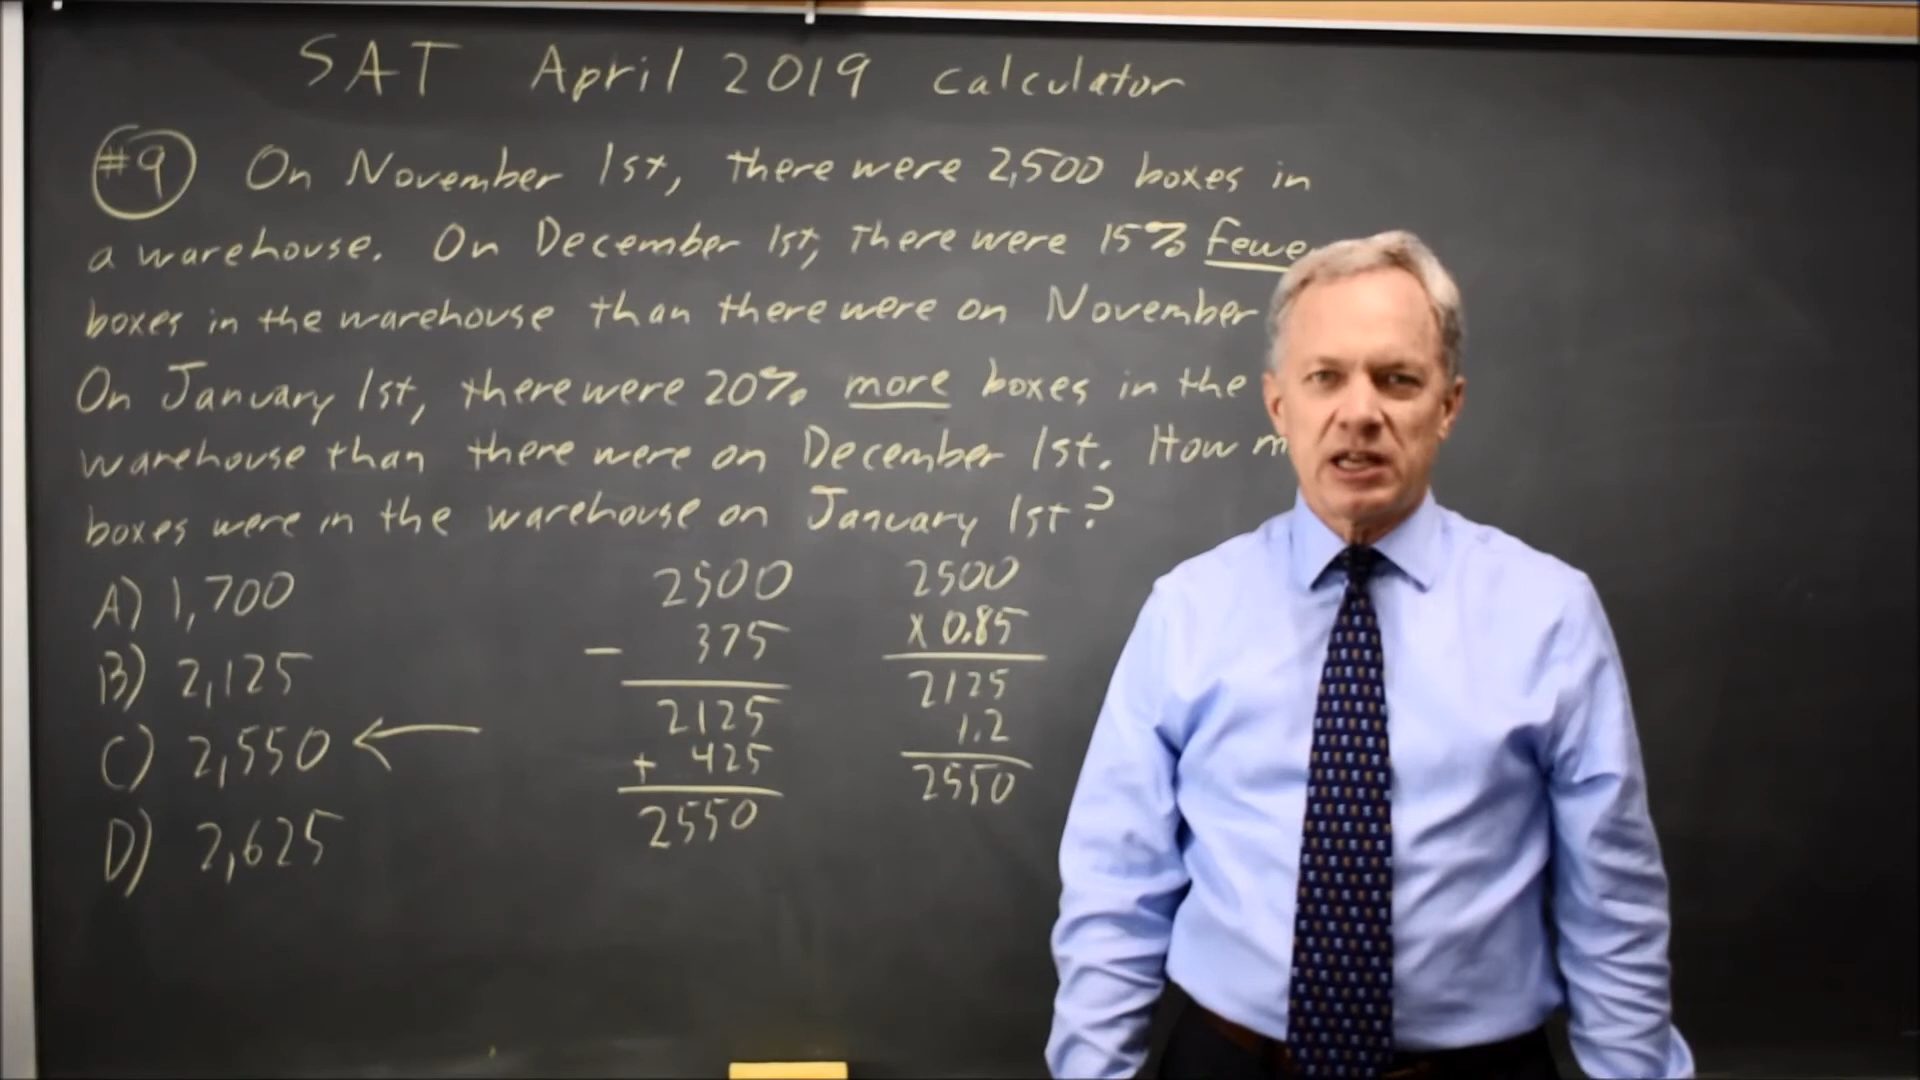 SAT April 2019 Calculator
#9 On November 1st, there were 2,500 boxes in
a warehouse. On December 1st, there were 15% fewe
boxes in the warehouse than there were on November
On January 1st, there were 20% more boxes in the
warehouse than there were on December 1st. How m
boxes were in the warehouse on January 1st?
A) 1,700
B) 2,125
C) 2,550 ←
D) 2,625
2500
- 375
2125
+ 425
2550
2500
x 0.85
2125
1.2
2550